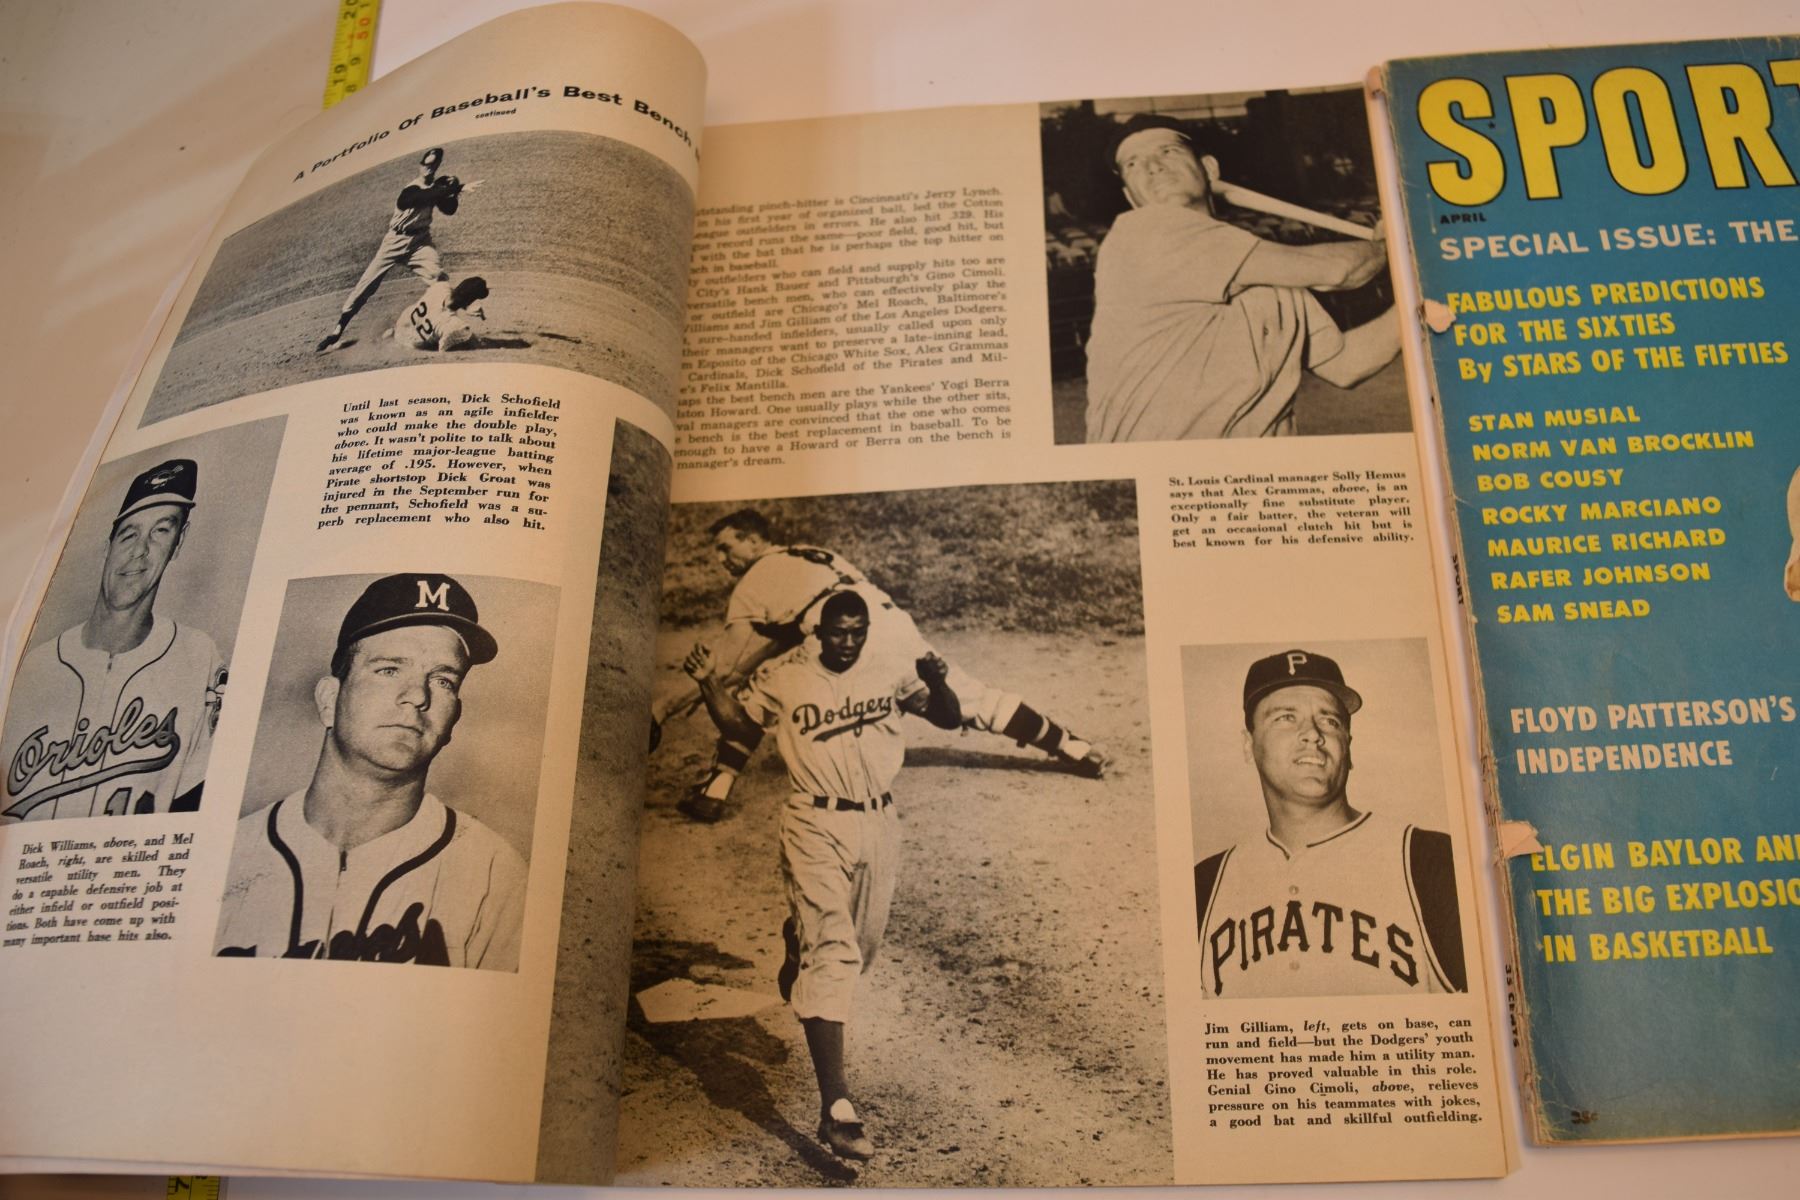 A Portfolio Of Baseball's Best Bench
continued
22
Until last season, Dick Schofield
was known as an agile infielder
who could make the double play,
above. It wasn't polite to talk about
his lifetime major-league batting
average of .195. However, when
Pirate shortstop Dick Groat was
injured in the September run for
the pennant, Schofield was a su-
perb replacement who also hit.
Orioles
M
Dick Williams, above, and Mel
Roach, right, are skilled and
versatile utility men. They
do a capable defensive job at
either infield or outfield posi-
tions. Both have come up with
many important base hits also.
pinch-hitter is Cincinnati's Jerry Lynch.
in his first year of organized ball, led the Cotton
outfielders in errors. He also hit .329. His
record runs the same—poor field, good hit, but
with the bat that he is perhaps the top hitter on
in baseball.
outfielders who can field and supply hits too are
City's Hank Bauer and Pittsburgh's Gino Cimoli.
bench men, who can effectively play the
or outfield are Chicago's Mel Roach, Baltimore's
and Jim Gilliam of the Los Angeles Dodgers.
sure-handed infielders, usually called upon only
their managers want to preserve a late-inning lead,
Esposito of the Chicago White Sox, Alex Grammas
Cardinals, Dick Schofield of the Pirates and Mil-
Felix Mantilla.
the best bench men are the Yankees' Yogi Berra
Howard. One usually plays while the other sits,
managers are convinced that the one who comes
bench is the best replacement in baseball. To be
enough to have a Howard or Berra on the bench is
manager's dream.
St. Louis Cardinal manager Solly Hemus
says that Alex Grammas, above, is an
exceptionally fine substitute player.
Only a fair batter, the veteran will
get an occasional clutch hit but is
best known for his defensive ability.
Dodgers
P
PIRATES
Jim Gilliam, left, gets on base, can
run and field—but the Dodgers' youth
movement has made him a utility man.
He has proved valuable in this role.
Genial Gino Cimoli, above, relieves
pressure on his teammates with jokes,
a good bat and skillful outfielding.
SPORT
APRIL
SPECIAL ISSUE: THE
FABULOUS PREDICTIONS
FOR THE SIXTIES
By STARS OF THE FIFTIES
STAN MUSIAL
NORM VAN BROCKLIN
BOB COUSY
ROCKY MARCIANO
MAURICE RICHARD
RAFER JOHNSON
SAM SNEAD
FLOYD PATTERSON'S
INDEPENDENCE
ELGIN BAYLOR AND
THE BIG EXPLOSIO
IN BASKETBALL
35¢
SPORT
35 CENTS